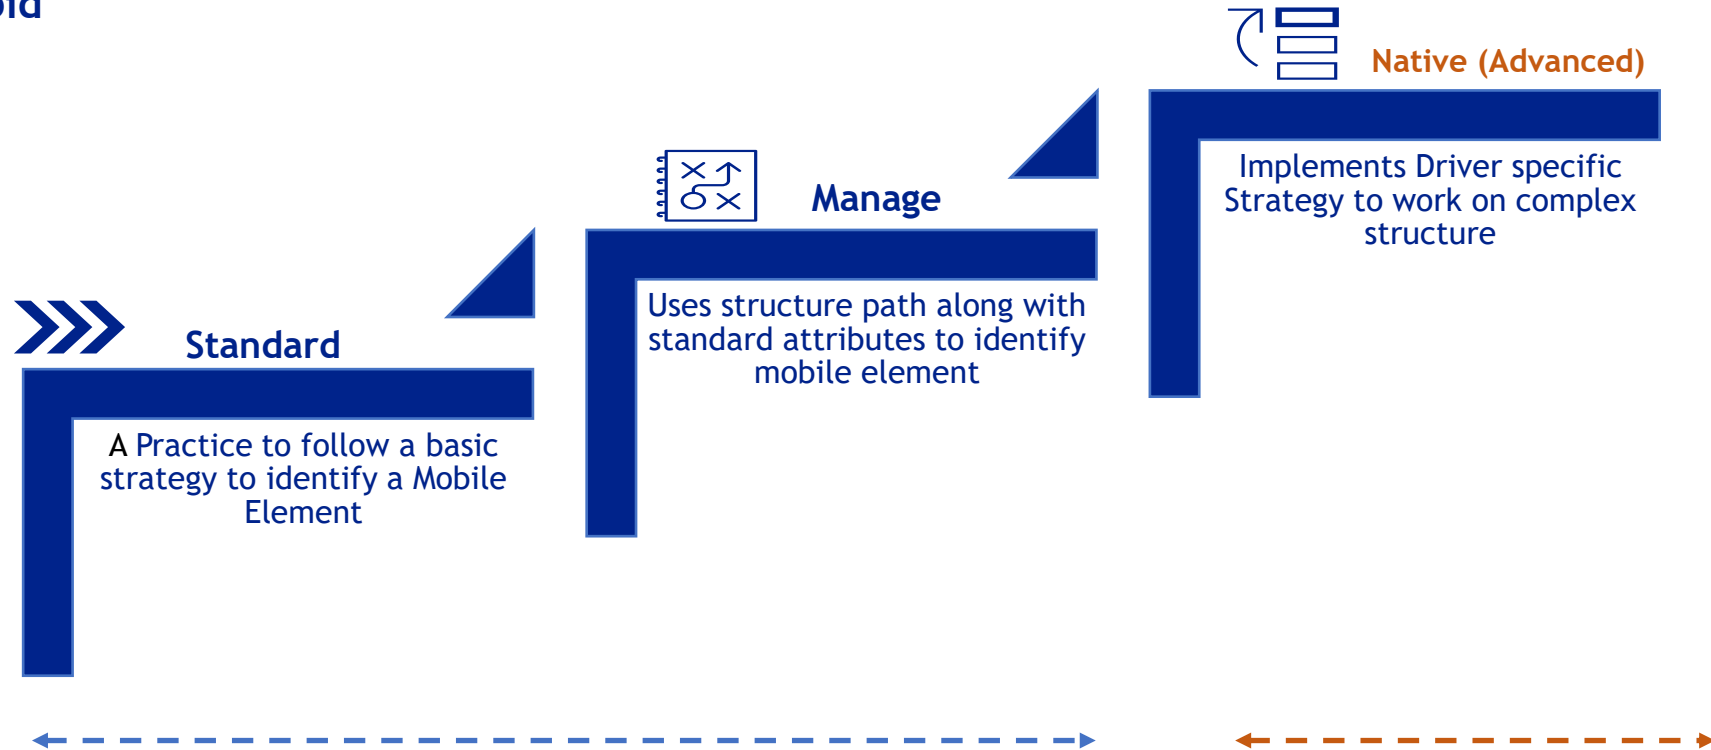 Native (Advanced)
Implements Driver specific
Strategy to work on complex
structure
Manage
Uses structure path along with
standard attributes to identify
mobile element
Standard
A Practice to follow a basic
strategy to identify a Mobile
Element